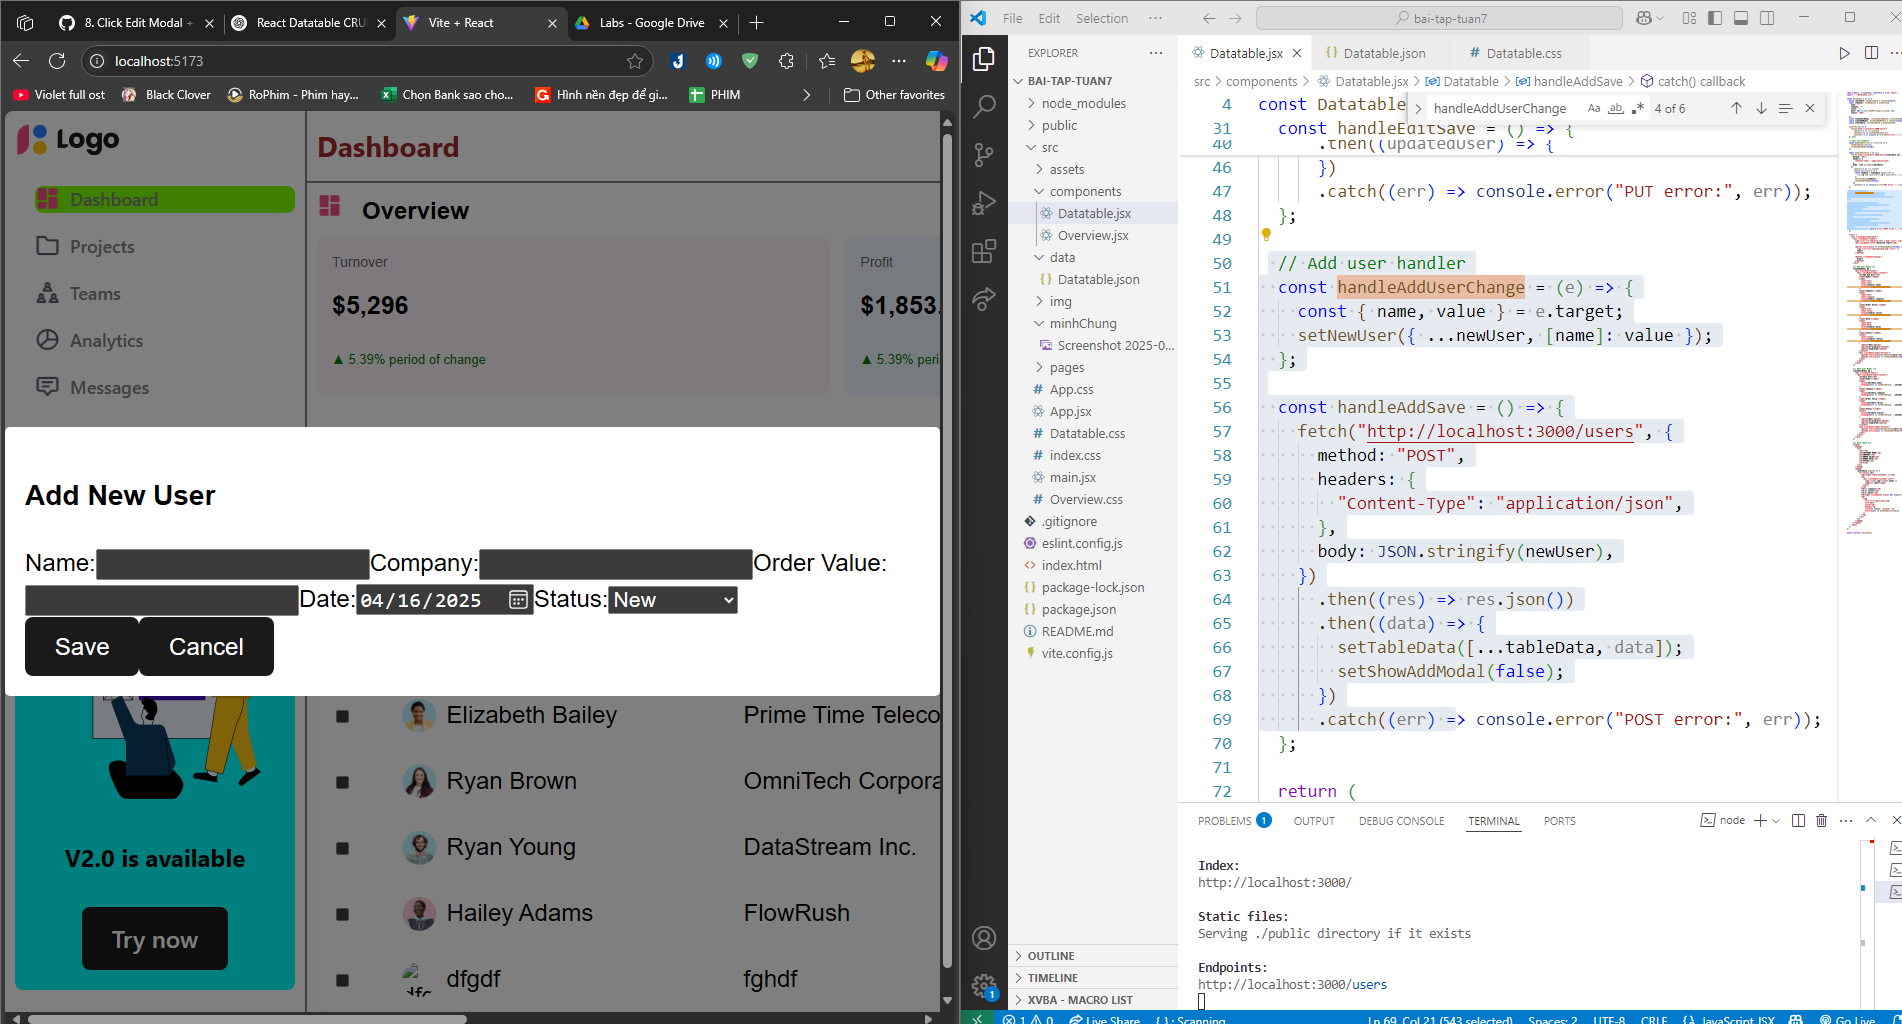 8. Click Edit Modal +
React Datatable CRU
Vite + React
Labs - Google Drive
localhost:5173
Violet full ost
Black Clover
RoPhim - Phim hay...
Chọn Bank sao cho...
Hình nền đẹp để gi...
PHIM
Other favorites
Logo
Dashboard
Projects
Teams
Analytics
Messages
Dashboard
Overview
Turnover
$5,296
▲ 5.39% period of change
Profit
$1,853.
▲ 5.39% peri
Add New User
Name: Company: Order Value:
Date: 04/16/2025 Status: New
Save Cancel
V2.0 is available
Try now
Elizabeth Bailey Prime Time Teleco
Ryan Brown OmniTech Corpora
Ryan Young DataStream Inc.
Hailey Adams FlowRush
dfgdf fghdf
File Edit Selection ···
bai-tap-tuan7
EXPLORER
BAI-TAP-TUAN7
node_modules
public
src
assets
components
Datatable.jsx
Overview.jsx
data
Datatable.json
img
minhChung
Screenshot 2025-0...
pages
App.css
App.jsx
Datatable.css
index.css
main.jsx
Overview.css
.gitignore
eslint.config.js
index.html
package-lock.json
package.json
README.md
vite.config.js
OUTLINE
TIMELINE
XVBA - MACRO LIST
Datatable.jsx
Datatable.json
Datatable.css
src > components > Datatable.jsx > Datatable > handleAddSave > catch() callback
handleAddUserChange Aa ab 4 of 6
4 const Datatable
31 const handleEditSave = () => {
40 .then((updatedUser) => {
46 })
47 .catch((err) => console.error("PUT error:", err));
48 };
49
50 // Add user handler
51 const handleAddUserChange = (e) => {
52 const { name, value } = e.target;
53 setNewUser({ ...newUser, [name]: value });
54 };
55
56 const handleAddSave = () => {
57 fetch("http://localhost:3000/users", {
58 method: "POST",
59 headers: {
60 "Content-Type": "application/json",
61 },
62 body: JSON.stringify(newUser),
63 })
64 .then((res) => res.json())
65 .then((data) => {
66 setTableData([...tableData, data]);
67 setShowAddModal(false);
68 })
69 .catch((err) => console.error("POST error:", err));
70 };
71
72 return (
PROBLEMS 1 OUTPUT DEBUG CONSOLE TERMINAL PORTS
node
Index:
http://localhost:3000/
Static files:
Serving ./public directory if it exists
Endpoints:
http://localhost:3000/users
1 0 Live Share { } : Scanning.. Ln 69, Col 21 (543 selected) Spaces: 2 UTF-8 CRLF JavaScript JSX Go Live